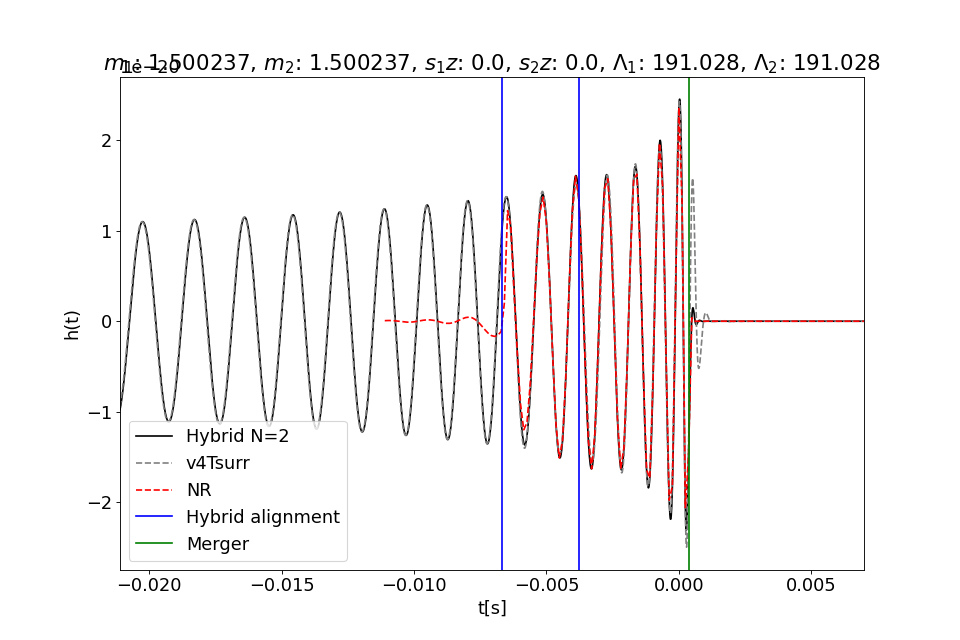 m₁: 1.500237, m₂: 1.500237, s₁z: 0.0, s₂z: 0.0, Λ₁: 191.028, Λ₂: 191.028
1e−20
2
1
0
−1
−2
h(t)
Hybrid N=2
v4Tsurr
NR
Hybrid alignment
Merger
−0.020 −0.015 −0.010 −0.005 0.000 0.005
t[s]